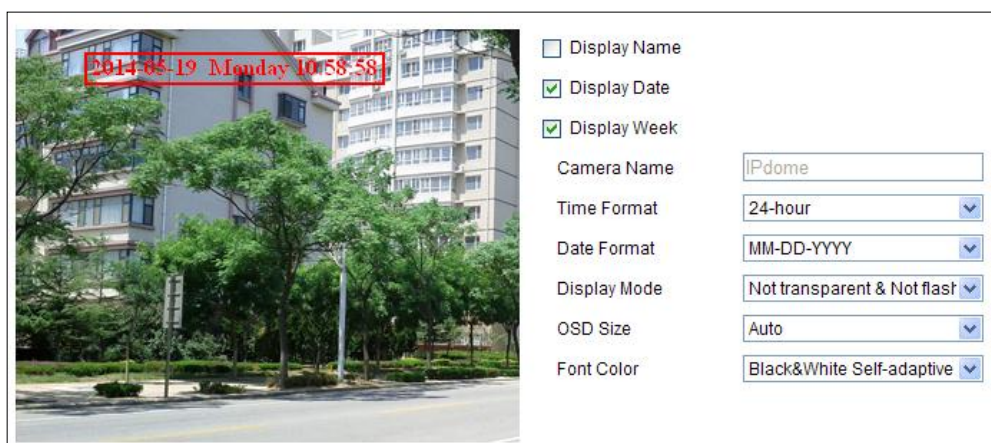 2014-05-19 Monday 10:58:58
Display Name
Display Date
Display Week
Camera Name IPdome
Time Format 24-hour
Date Format MM-DD-YYYY
Display Mode Not transparent & Not flash
OSD Size Auto
Font Color Black&White Self-adaptive